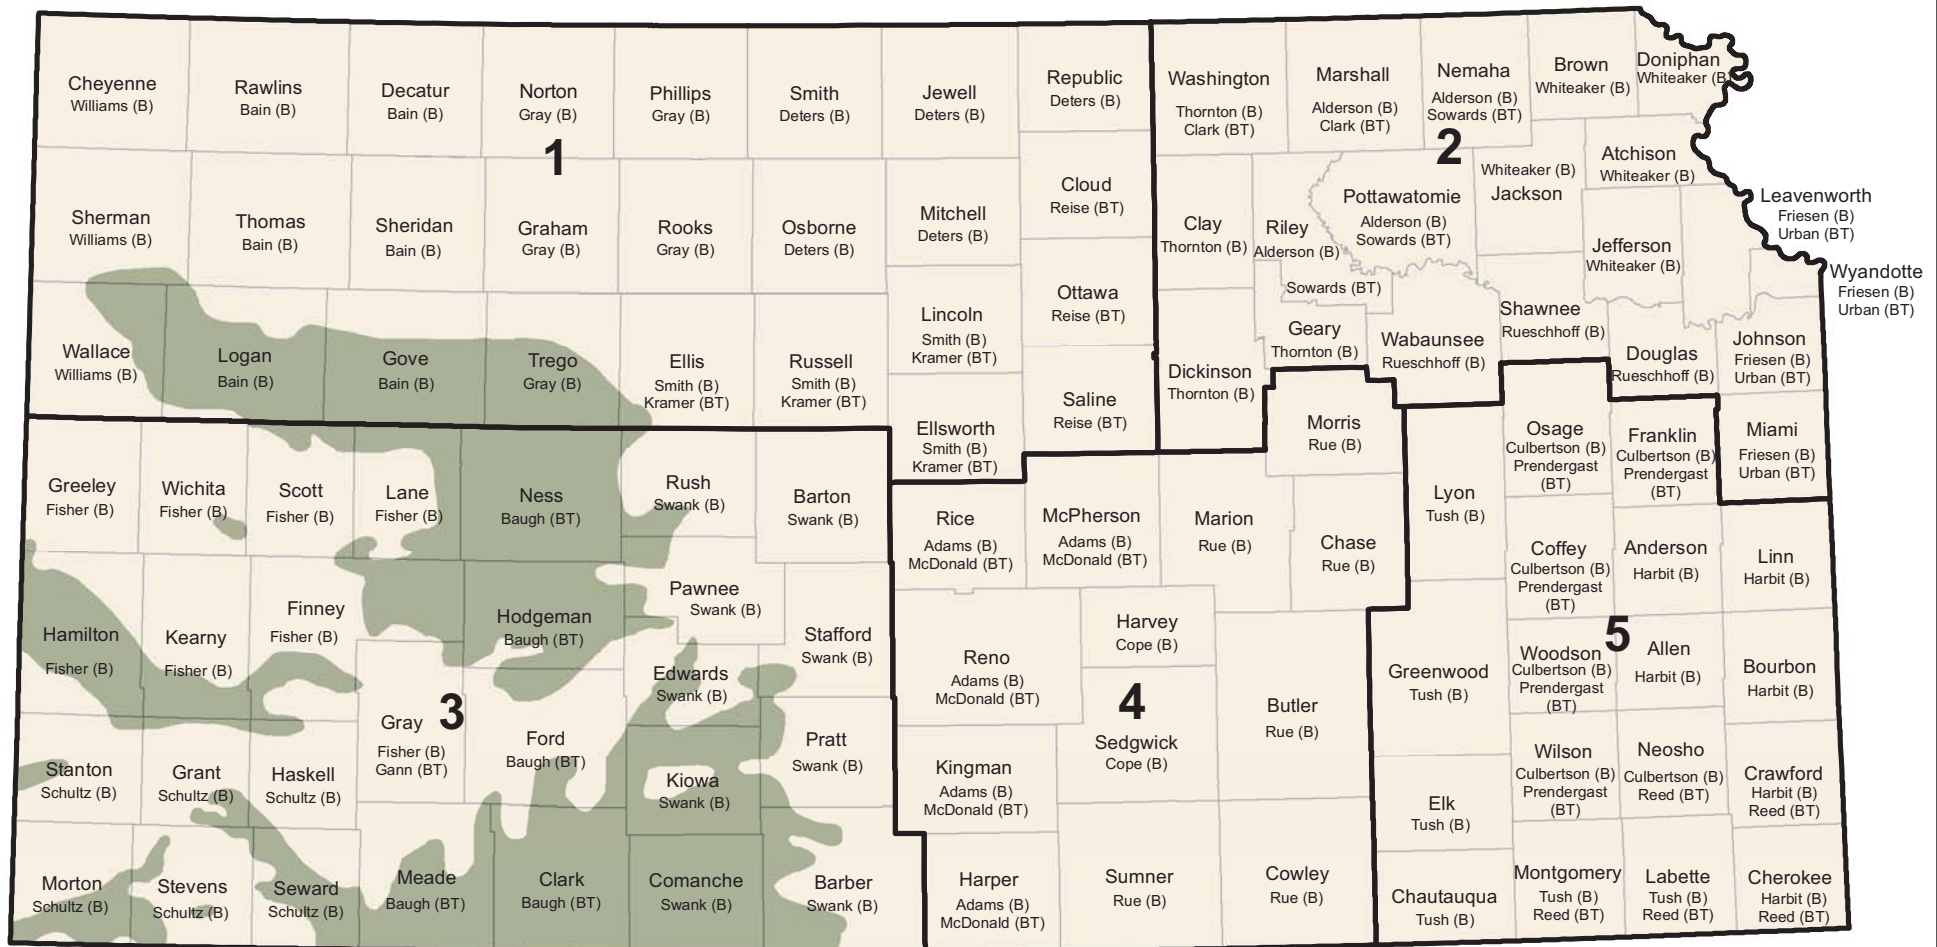 Cheyenne
Williams (B)
Rawlins
Bain (B)
Decatur
Bain (B)
Norton
Gray (B)
Phillips
Gray (B)
Smith
Deters (B)
Jewell
Deters (B)
Republic
Deters (B)
1
Sherman
Williams (B)
Thomas
Bain (B)
Sheridan
Bain (B)
Graham
Gray (B)
Rooks
Gray (B)
Osborne
Deters (B)
Mitchell
Deters (B)
Cloud
Reise (BT)
Wallace
Williams (B)
Logan
Bain (B)
Gove
Bain (B)
Trego
Gray (B)
Ellis
Smith (B)
Kramer (BT)
Russell
Smith (B)
Kramer (BT)
Lincoln
Smith (B)
Kramer (BT)
Ottawa
Reise (BT)
Ellsworth
Smith (B)
Kramer (BT)
Saline
Reise (BT)
Washington
Thornton (B)
Clark (BT)
Marshall
Alderson (B)
Clark (BT)
Nemaha
Alderson (B)
Sowards (BT)
Brown
Whiteaker (B)
Doniphan
Whiteaker (B)
2
Clay
Thornton (B)
Riley
Alderson (B)
Sowards (BT)
Pottawatomie
Alderson (B)
Sowards (BT)
Whiteaker (B)
Jackson
Atchison
Whiteaker (B)
Jefferson
Whiteaker (B)
Leavenworth
Friesen (B)
Urban (BT)
Wyandotte
Friesen (B)
Urban (BT)
Dickinson
Thornton (B)
Geary
Thornton (B)
Wabaunsee
Rueschhoff (B)
Shawnee
Rueschhoff (B)
Douglas
Rueschhoff (B)
Johnson
Friesen (B)
Urban (BT)
Miami
Friesen (B)
Urban (BT)
Greeley
Fisher (B)
Wichita
Fisher (B)
Scott
Fisher (B)
Lane
Fisher (B)
Ness
Baugh (BT)
Rush
Swank (B)
Barton
Swank (B)
Hamilton
Fisher (B)
Kearny
Fisher (B)
Finney
Fisher (B)
Hodgeman
Baugh (BT)
Pawnee
Swank (B)
Stafford
Swank (B)
Edwards
Swank (B)
3
Gray
Fisher (B)
Gann (BT)
Ford
Baugh (BT)
Kiowa
Swank (B)
Pratt
Swank (B)
Stanton
Schultz (B)
Grant
Schultz (B)
Haskell
Schultz (B)
Morton
Schultz (B)
Stevens
Schultz (B)
Seward
Schultz (B)
Meade
Baugh (BT)
Clark
Baugh (BT)
Comanche
Swank (B)
Barber
Swank (B)
Rice
Adams (B)
McDonald (BT)
McPherson
Adams (B)
McDonald (BT)
Marion
Rue (B)
Morris
Rue (B)
Chase
Rue (B)
Reno
Adams (B)
McDonald (BT)
Harvey
Cope (B)
4
Sedgwick
Cope (B)
Butler
Rue (B)
Kingman
Adams (B)
McDonald (BT)
Harper
Adams (B)
McDonald (BT)
Sumner
Rue (B)
Cowley
Rue (B)
Lyon
Tush (B)
Osage
Culbertson (B)
Prendergast
(BT)
Franklin
Culbertson (B)
Prendergast
(BT)
Coffey
Culbertson (B)
Prendergast
(BT)
Anderson
Harbit (B)
Linn
Harbit (B)
5
Greenwood
Tush (B)
Woodson
Culbertson (B)
Prendergast
(BT)
Allen
Harbit (B)
Bourbon
Harbit (B)
Elk
Tush (B)
Wilson
Culbertson (B)
Prendergast
(BT)
Neosho
Culbertson (B)
Reed (BT)
Crawford
Harbit (B)
Reed (BT)
Chautauqua
Tush (B)
Montgomery
Tush (B)
Reed (BT)
Labette
Tush (B)
Reed (BT)
Cherokee
Harbit (B)
Reed (BT)